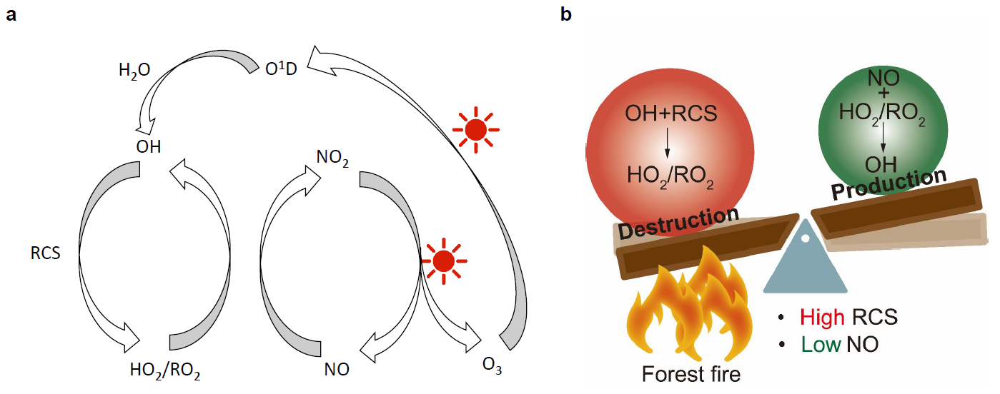 a
H₂O
O¹D
OH
NO₂
RCS
HO₂/RO₂
NO
O₃
b
OH+RCS
HO₂/RO₂
Destruction
NO
+
HO₂/RO₂
OH
Production
Forest fire
• High RCS
• Low NO